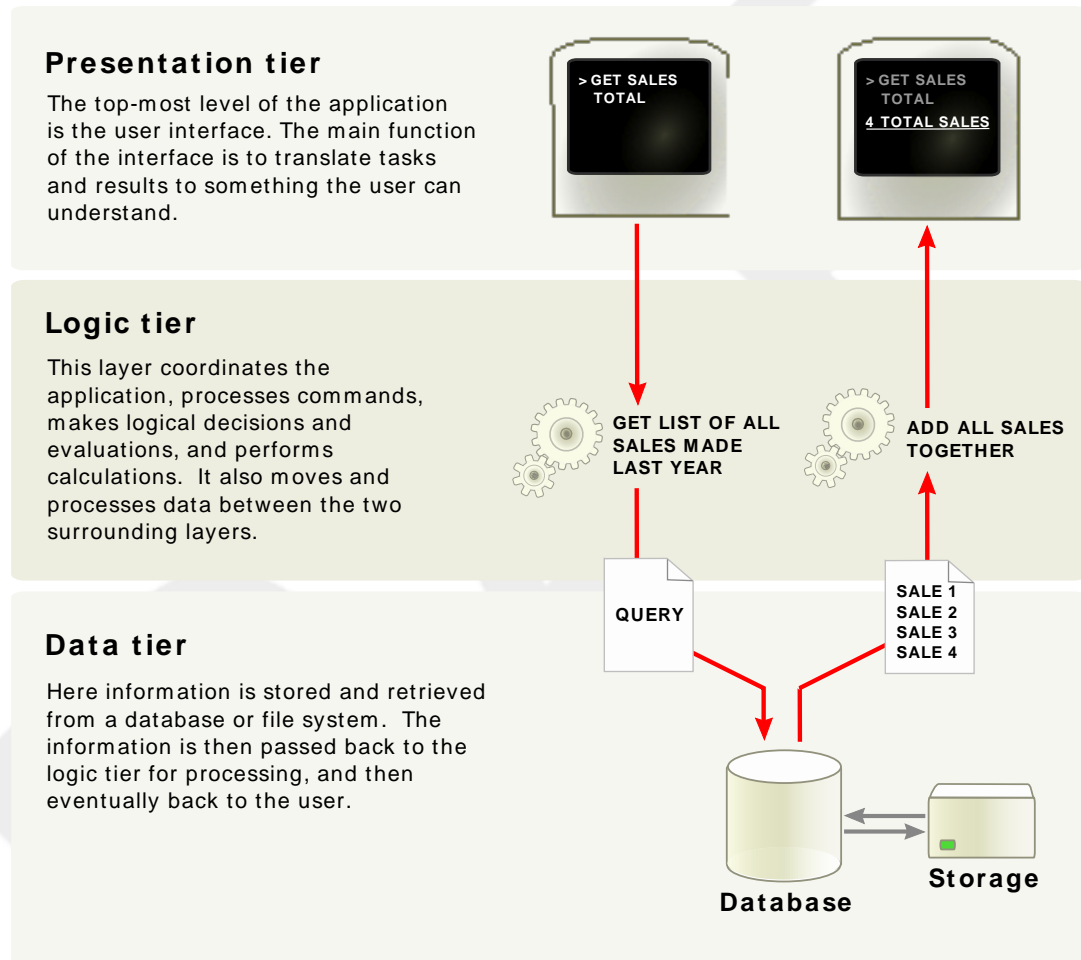 Presentation tier
The top-most level of the application
is the user interface. The main function
of the interface is to translate tasks
and results to something the user can
understand.
> GET SALES
TOTAL
> GET SALES
TOTAL
4 TOTAL SALES
Logic tier
This layer coordinates the
application, processes commands,
makes logical decisions and
evaluations, and performs
calculations. It also moves and
processes data between the two
surrounding layers.
GET LIST OF ALL
SALES MADE
LAST YEAR
ADD ALL SALES
TOGETHER
QUERY
SALE 1
SALE 2
SALE 3
SALE 4
Data tier
Here information is stored and retrieved
from a database or file system. The
information is then passed back to the
logic tier for processing, and then
eventually back to the user.
Database
Storage